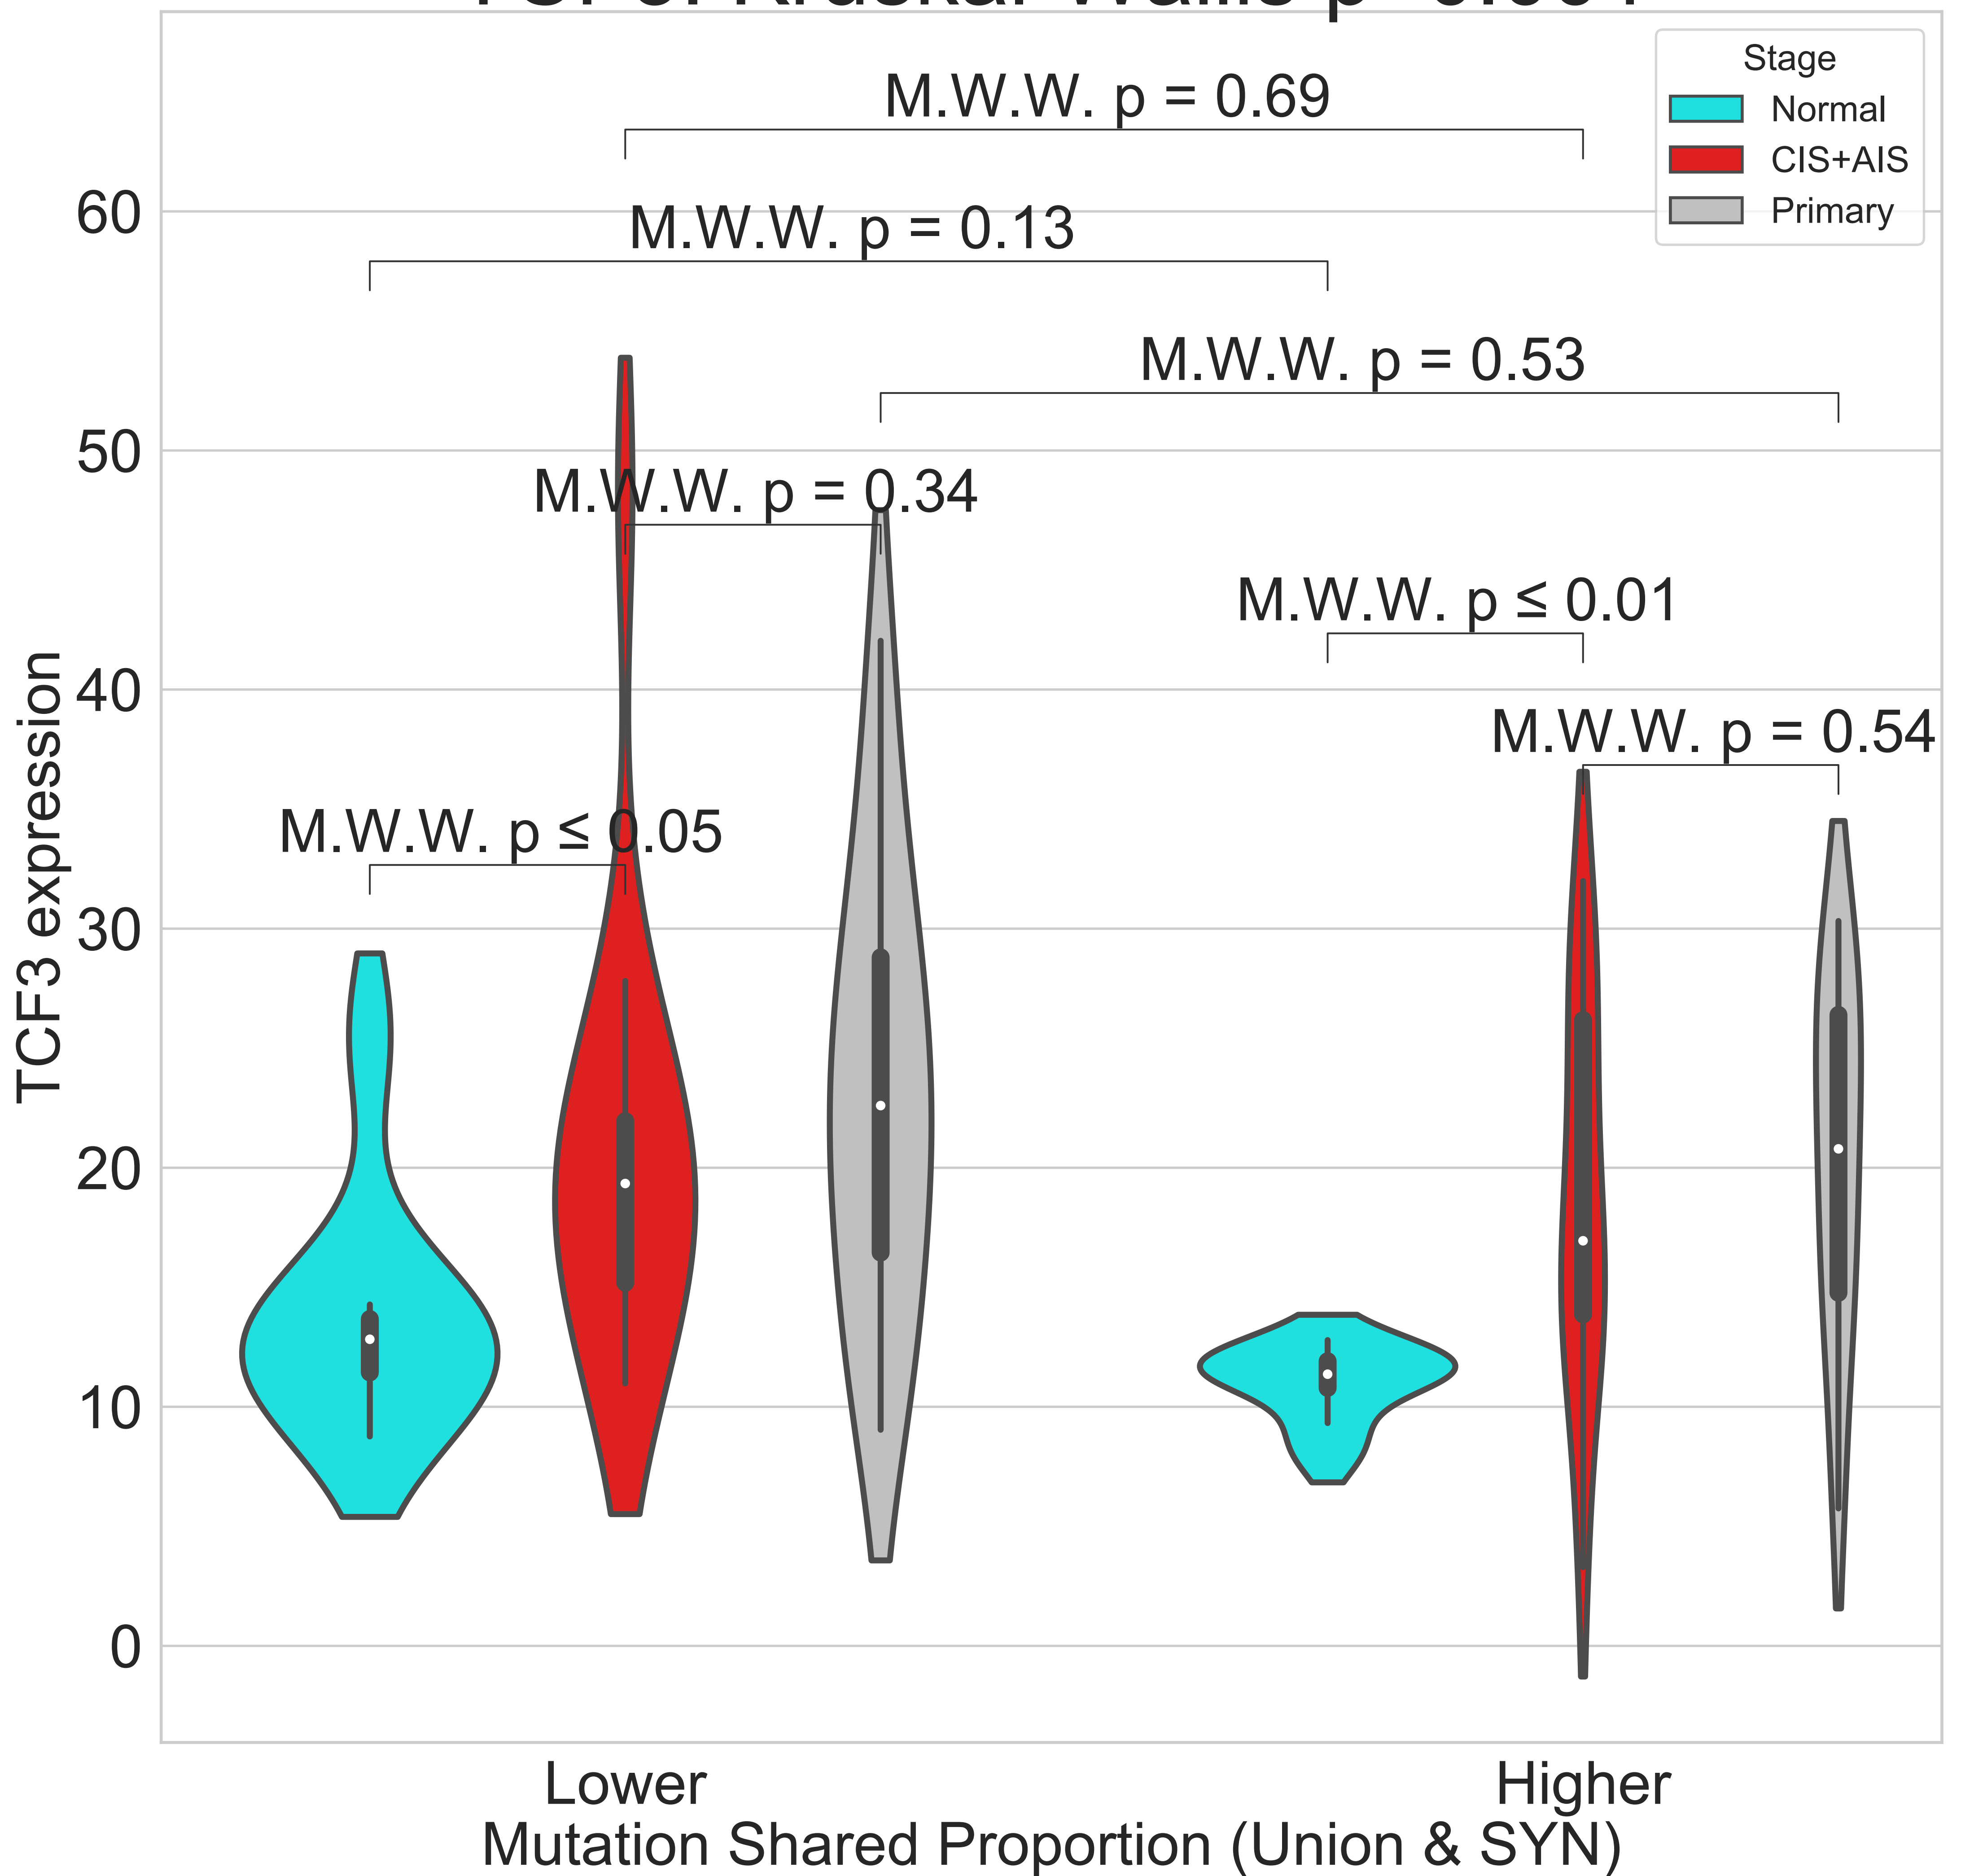 Stage
Normal
CIS+AIS
Primary
M.W.W. p = 0.69
M.W.W. p = 0.13
M.W.W. p = 0.53
M.W.W. p = 0.34
M.W.W. p ≤ 0.01
M.W.W. p = 0.54
M.W.W. p ≤ 0.05
TCF3 expression
60
50
40
30
20
10
0
Lower
Higher
Mutation Shared Proportion (Union & SYN)